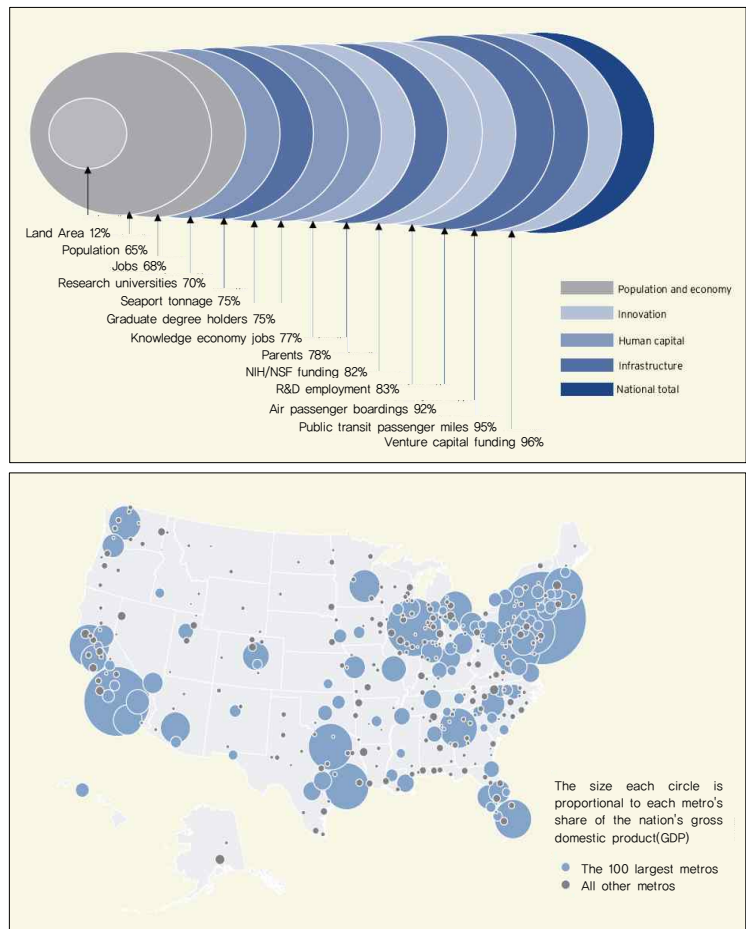 Land Area 12%
Population 65%
Jobs 68%
Research universities 70%
Seaport tonnage 75%
Graduate degree holders 75%
Knowledge economy jobs 77%
Parents 78%
NIH/NSF funding 82%
R&D employment 83%
Air passenger boardings 92%
Public transit passenger miles 95%
Venture capital funding 96%
Population and economy
Innovation
Human capital
Infrastructure
National total
The size each circle is
proportional to each metro's
share of the nation's gross
domestic product(GDP)
The 100 largest metros
All other metros